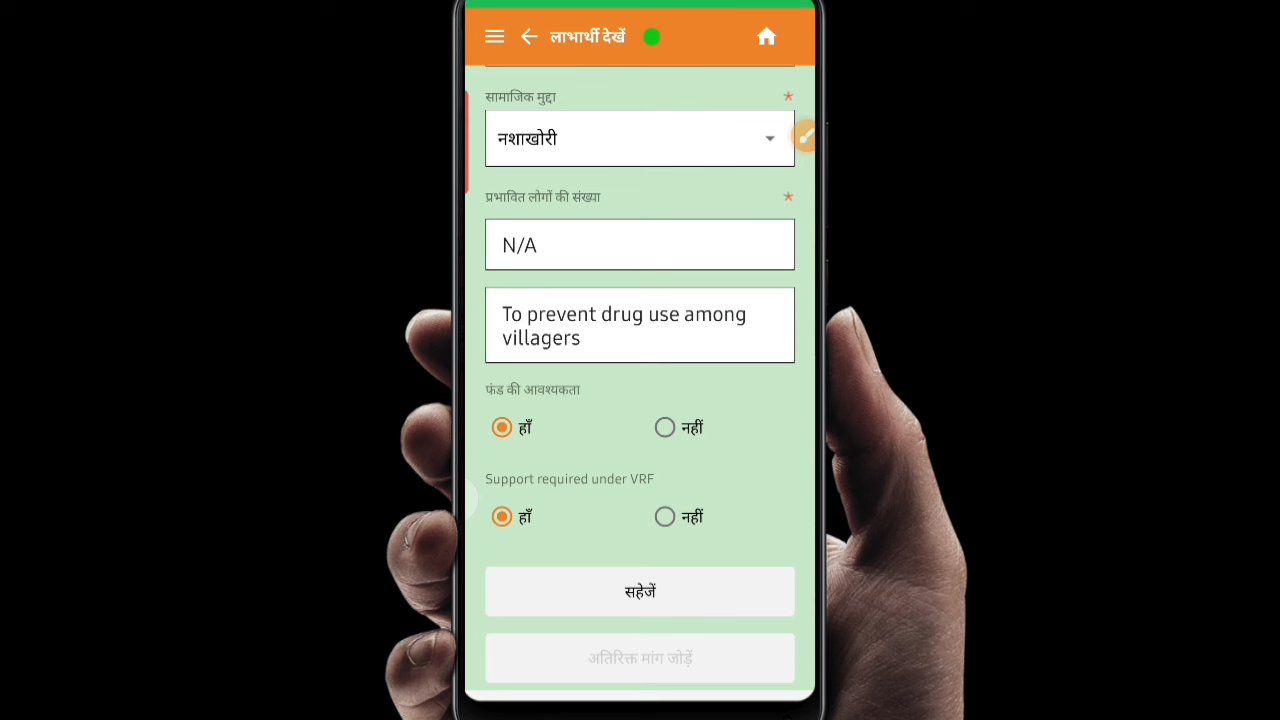 लाभार्थी देखें
सामाजिक मुद्दा *
नशाखोरी
प्रभावित लोगों की संख्या *
N/A
To prevent drug use among
villagers
फंड की आवश्यकता
हाँ नहीं
Support required under VRF
हाँ नहीं
सहेजें
अतिरिक्त मांग जोड़ें